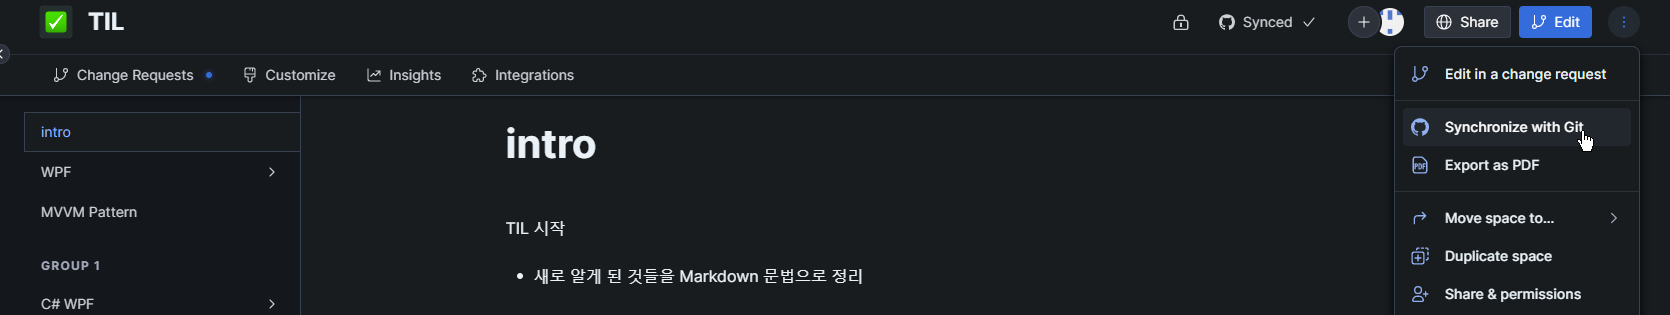 TIL
Synced
Share
Edit
Change Requests
Customize
Insights
Integrations
Edit in a change request
Synchronize with Git
Export as PDF
Move space to...
Duplicate space
Share & permissions
intro
WPF
MVVM Pattern
GROUP 1
C# WPF
intro
TIL 시작
새로 알게 된 것들을 Markdown 문법으로 정리